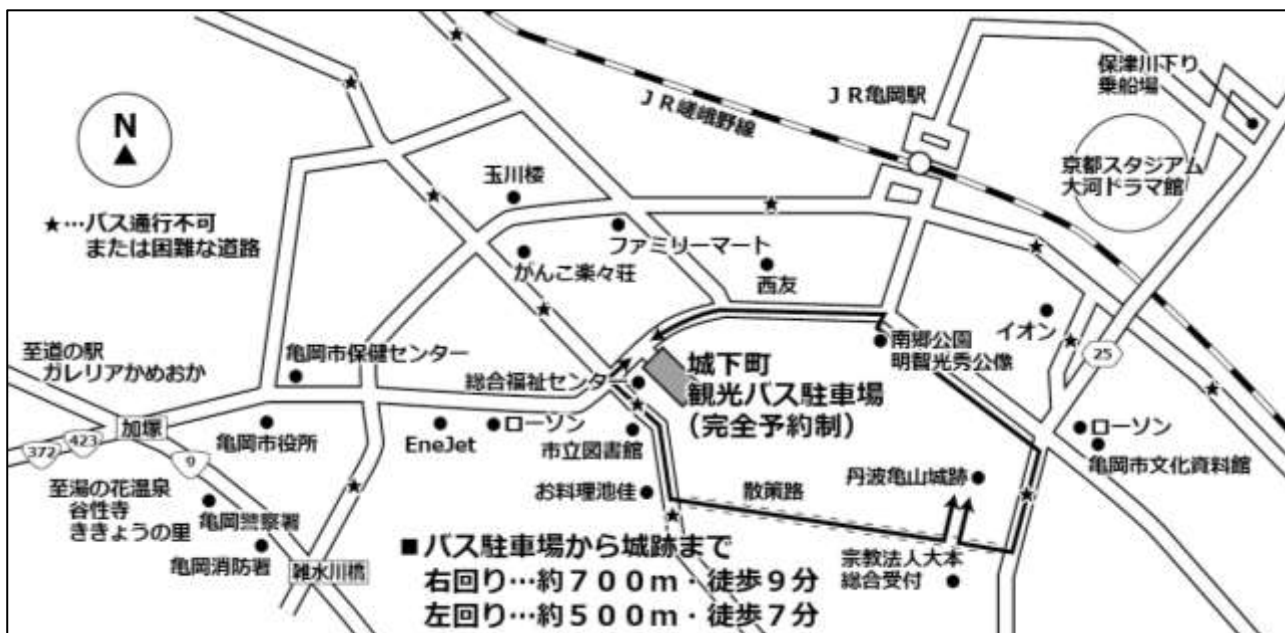 保津川下り
乗船場
ＪＲ亀岡駅
ＪＲ嵯峨野線
N
京都スタジアム
大河ドラマ館
玉川楼
★…バス通行不可
または困難な道路
ファミリーマート
がんこ楽々荘
西友
南郷公園
明智光秀公像
イオン
25
至道の駅
ガレリアかめおか
亀岡市保健センター
総合福祉センター
城下町
観光バス駐車場
（完全予約制）
加塚
372
423
9
亀岡市役所
EneJet
ローソン
市立図書館
ローソン
亀岡市文化資料館
至湯の花温泉
谷性寺
ききょうの里
亀岡警察署
亀岡消防署
雑水川橋
お料理池佳
散策路
丹波亀山城跡
宗教法人大本
総合受付
■バス駐車場から城跡まで
右回り…約７００ｍ・徒歩９分
左回り…約５００ｍ・徒歩７分